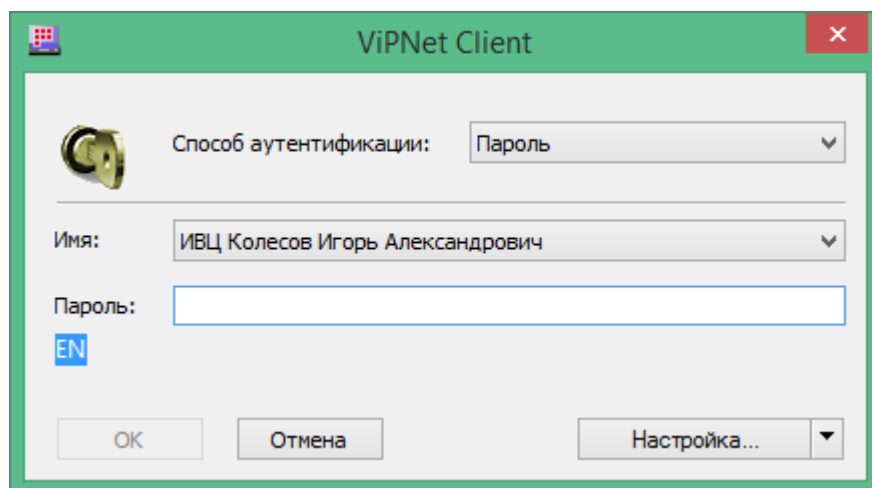 ViPNet Client
Способ аутентификации: Пароль
Имя: ИВЦ Колесов Игорь Александрович
Пароль:
EN
OK Отмена Настройка...